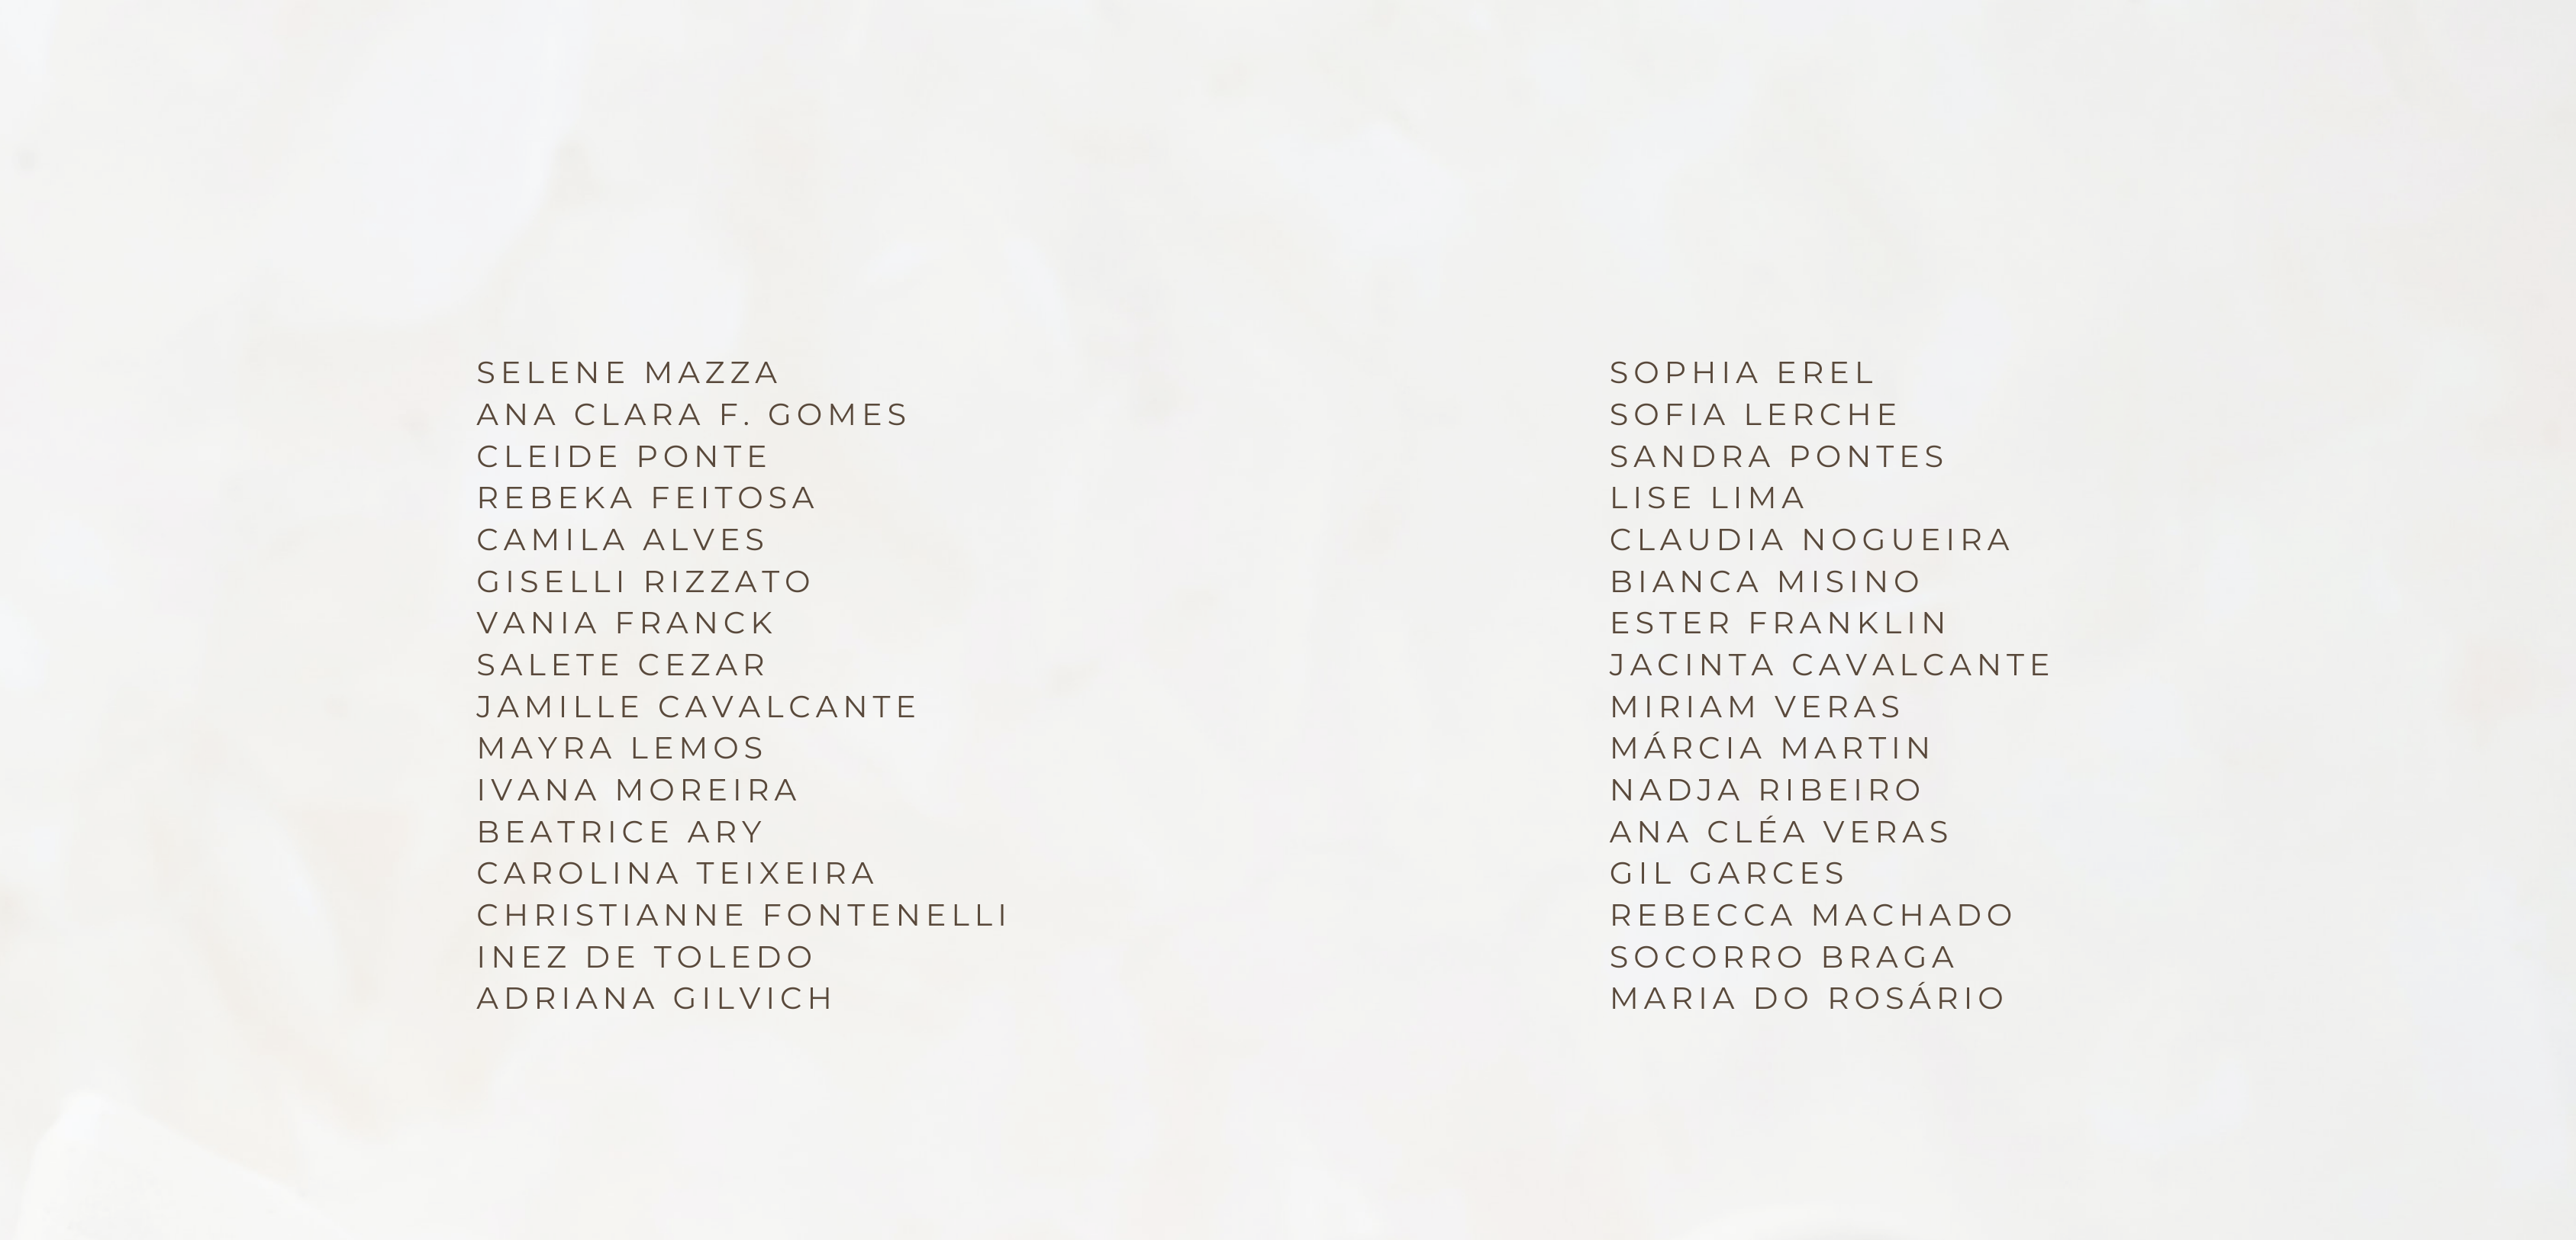 SELENE MAZZA
ANA CLARA F. GOMES
CLEIDE PONTE
REBEKA FEITOSA
CAMILA ALVES
GISELLI RIZZATO
VANIA FRANCK
SALETE CEZAR
JAMILLE CAVALCANTE
MAYRA LEMOS
IVANA MOREIRA
BEATRICE ARY
CAROLINA TEIXEIRA
CHRISTIANNE FONTENELLI
INEZ DE TOLEDO
ADRIANA GILVICH
SOPHIA EREL
SOFIA LERCHE
SANDRA PONTES
LISE LIMA
CLAUDIA NOGUEIRA
BIANCA MISINO
ESTER FRANKLIN
JACINTA CAVALCANTE
MIRIAM VERAS
MÁRCIA MARTIN
NADJA RIBEIRO
ANA CLÉA VERAS
GIL GARCES
REBECCA MACHADO
SOCORRO BRAGA
MARIA DO ROSÁRIO